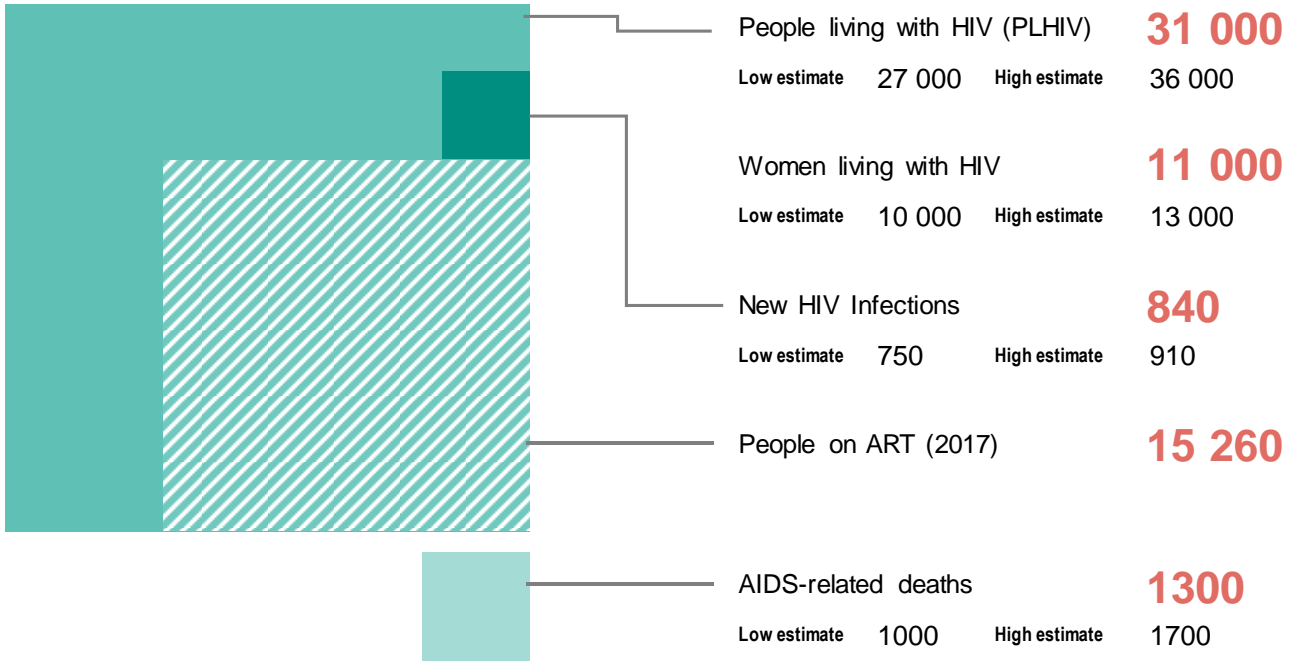 People living with HIV (PLHIV) 31 000
Low estimate 27 000 High estimate 36 000
Women living with HIV 11 000
Low estimate 10 000 High estimate 13 000
New HIV Infections 840
Low estimate 750 High estimate 910
People on ART (2017) 15 260
AIDS-related deaths 1300
Low estimate 1000 High estimate 1700